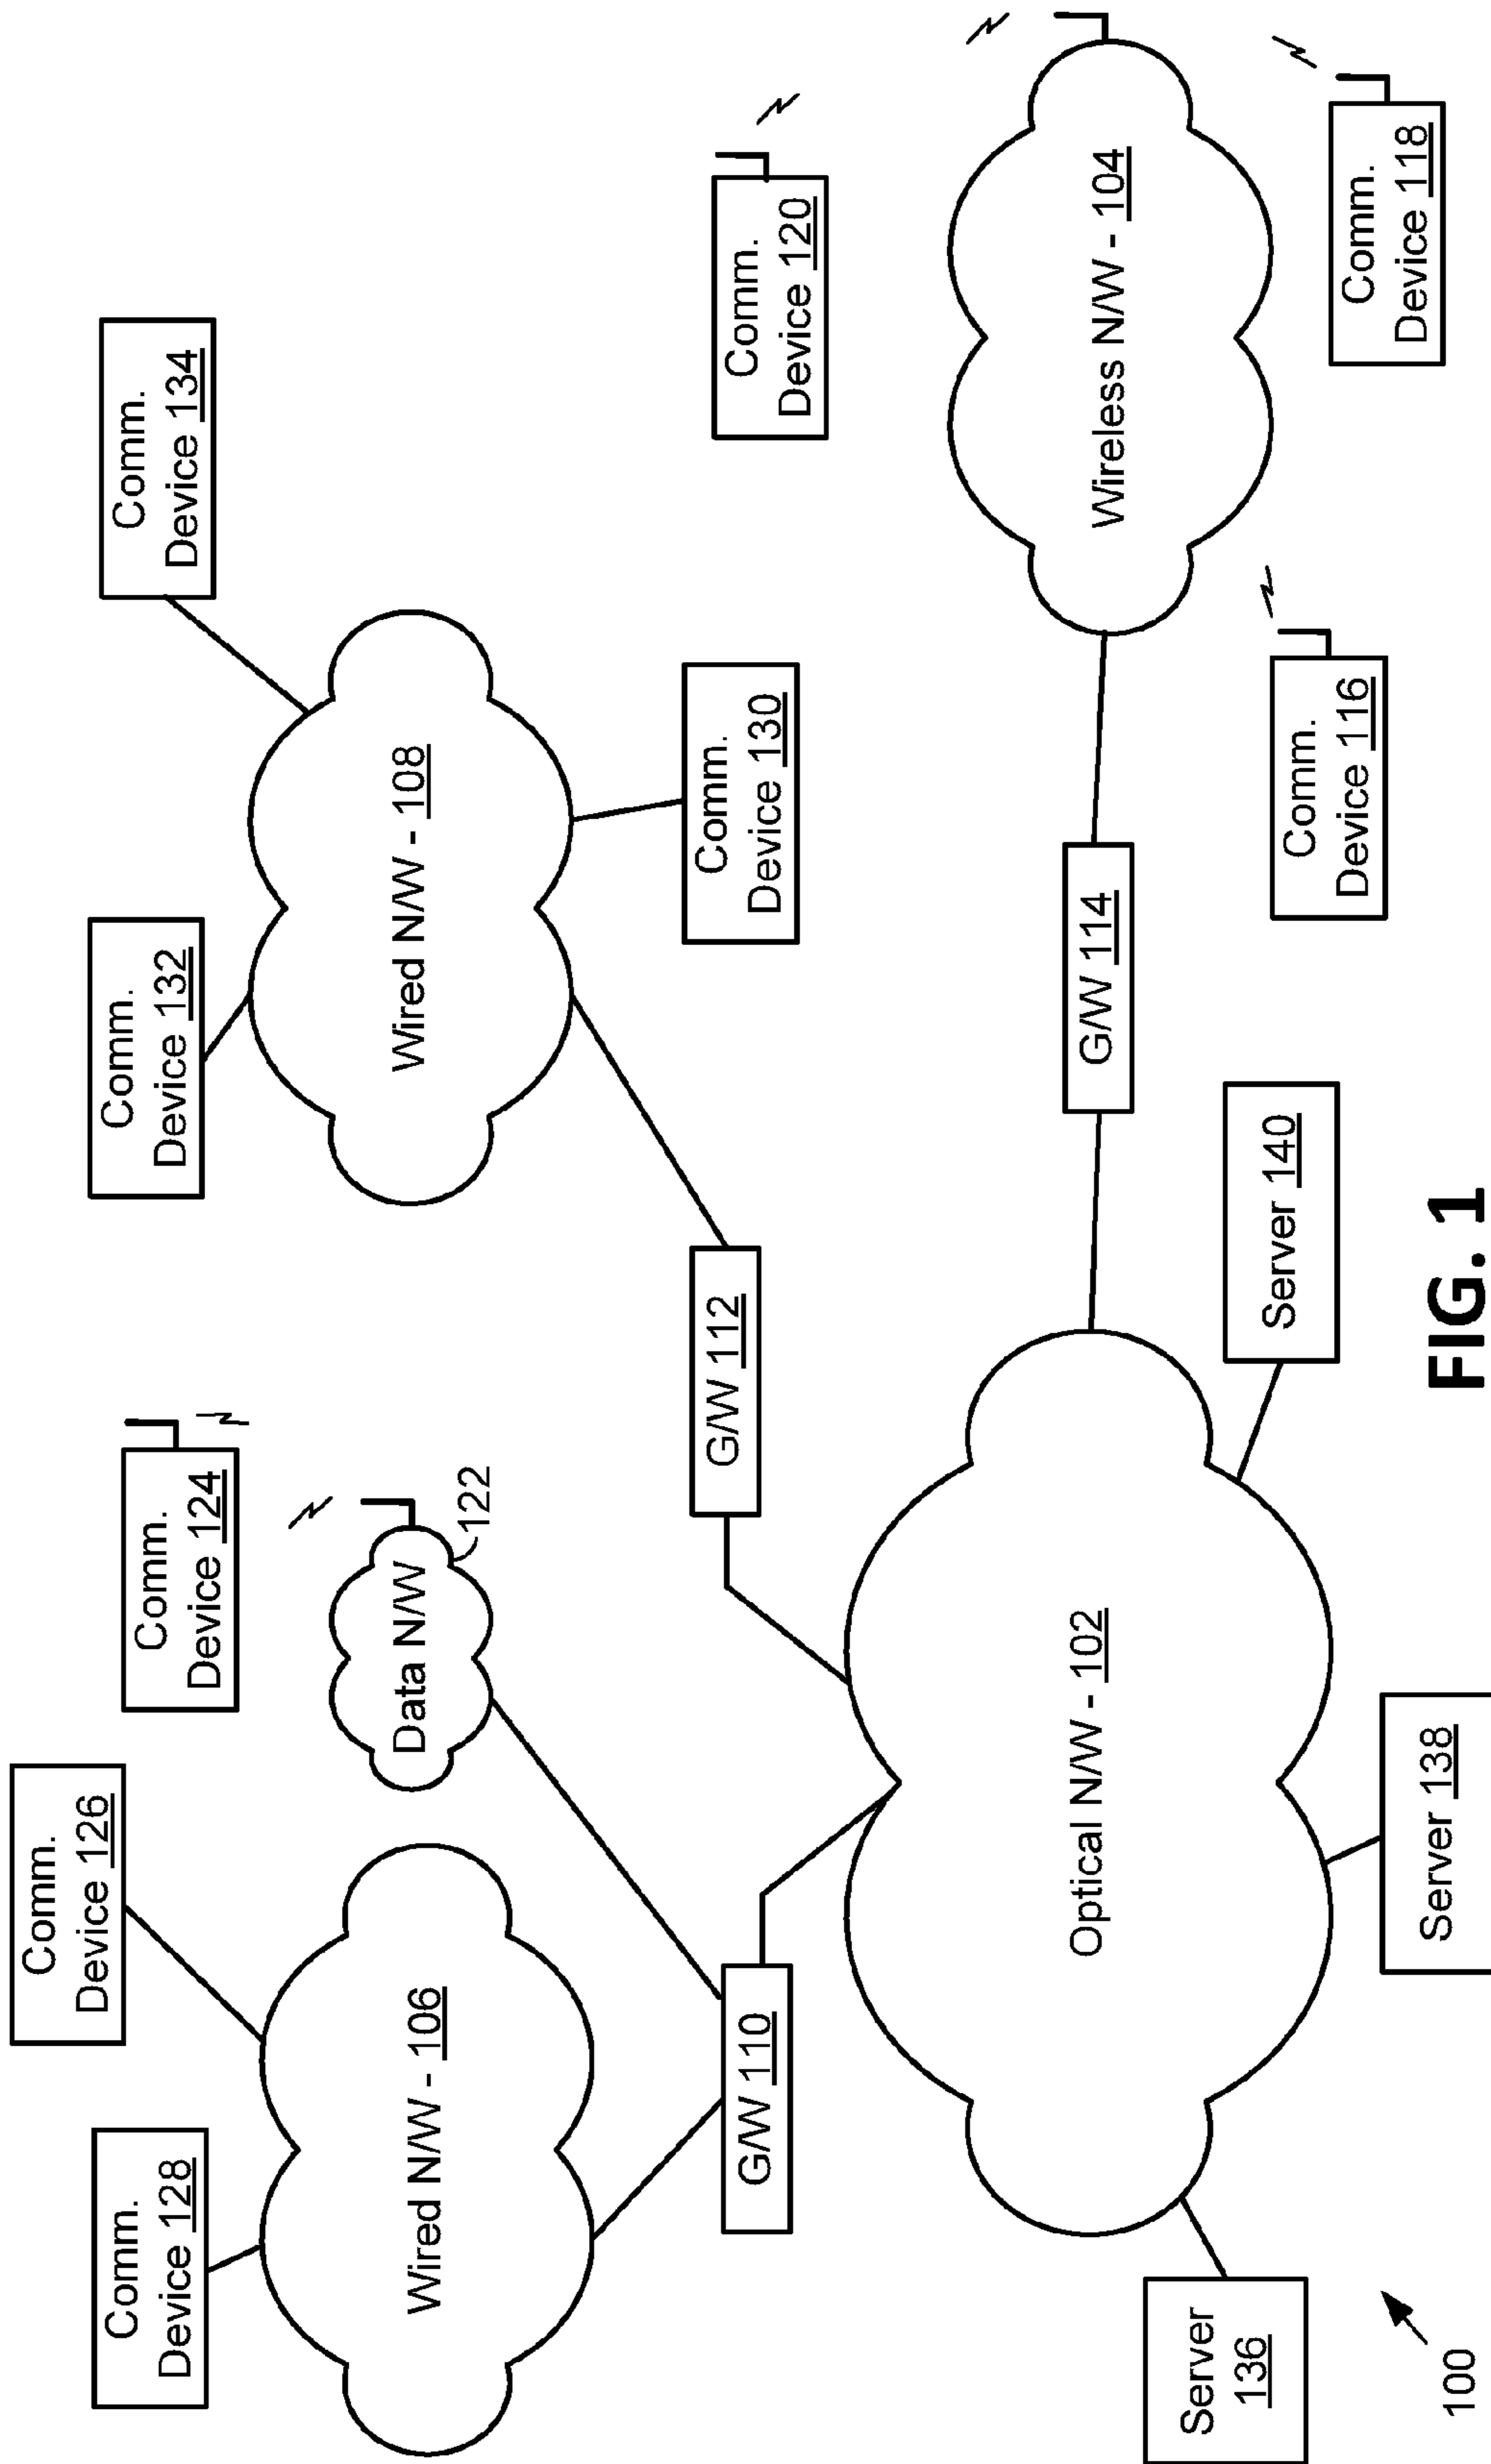 Comm.
Device 128
Comm.
Device 126
Comm.
Device 124
Comm.
Device 132
Comm.
Device 134
Wired N/W - 106
Data N/W
122
Wired N/W - 108
G/W 110
G/W 112
Comm.
Device 130
Comm.
Device 120
Optical N/W - 102
G/W 114
Wireless N/W - 104
Server
136
Server 138
Server 140
Comm.
Device 116
Comm.
Device 118
100
FIG. 1